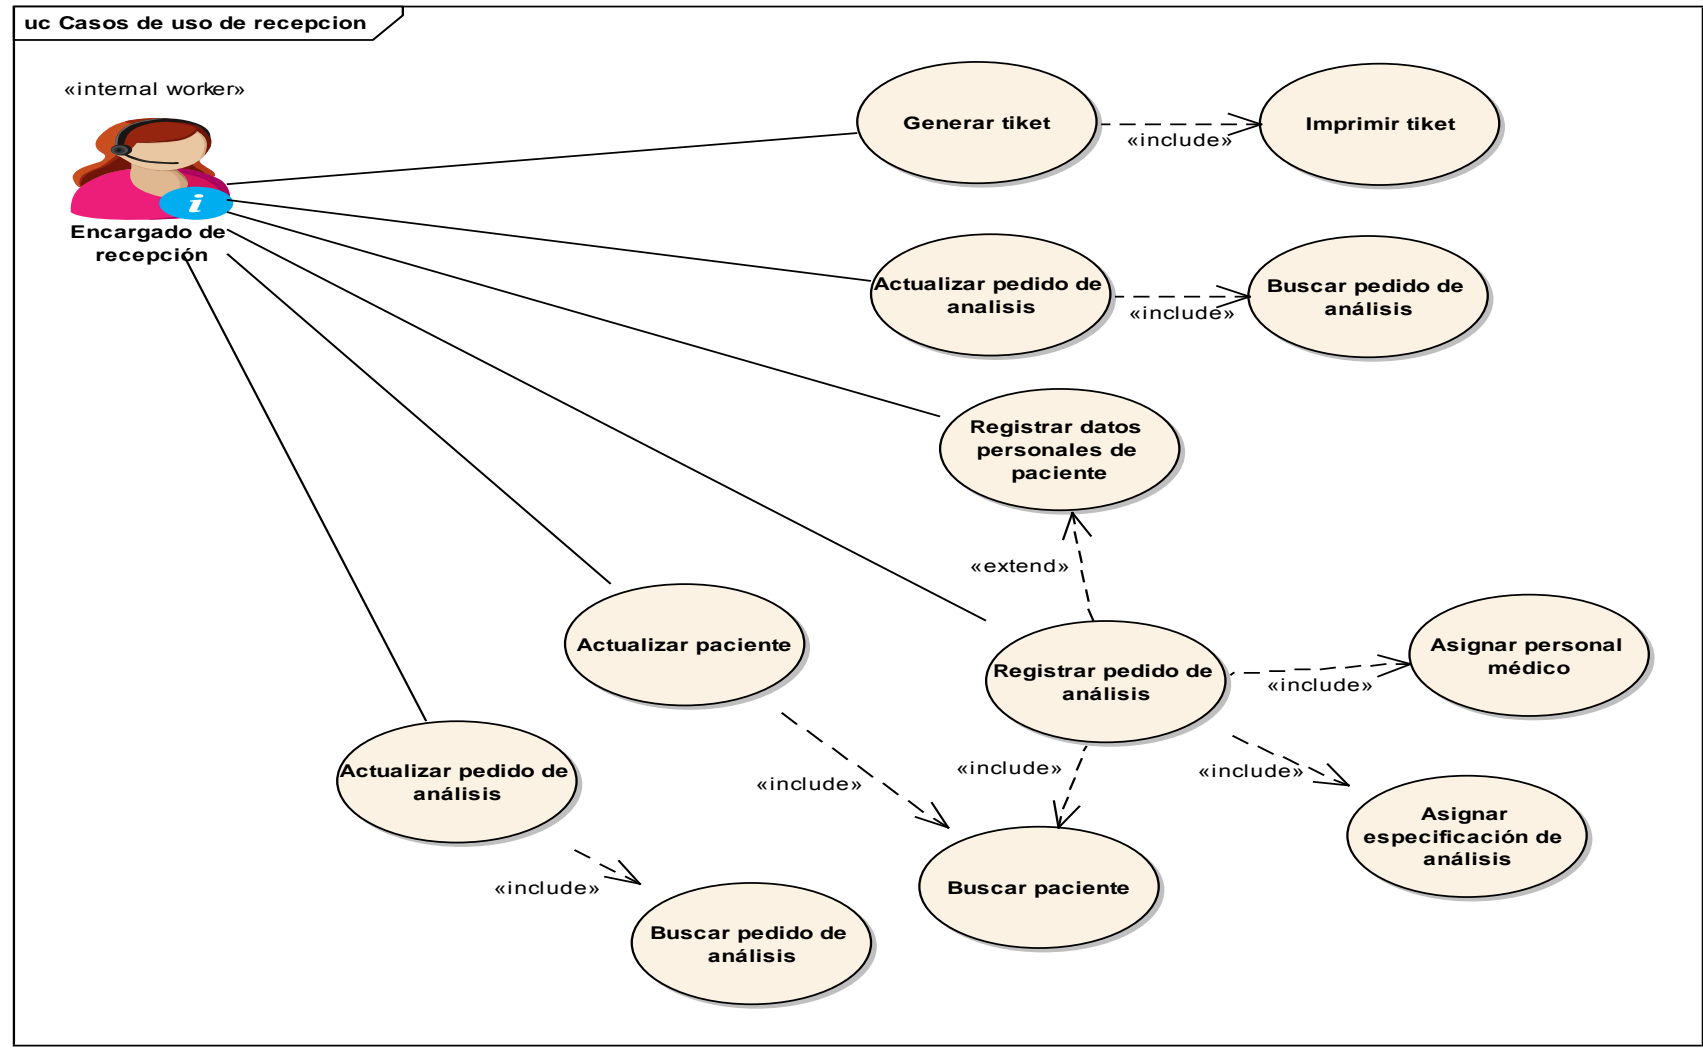 uc Casos de uso de recepcion
«internal worker»
i
Encargado de
recepción
Generar tiket
«include»
Imprimir tiket
Actualizar pedido de
analisis
«include»
Buscar pedido de
análisis
Registrar datos
personales de
paciente
«extend»
Actualizar paciente
Registrar pedido de
análisis
«include»
Asignar personal
médico
Actualizar pedido de
análisis
«include»
«include»
«include»
Asignar
especificación de
análisis
«include»
Buscar paciente
Buscar pedido de
análisis